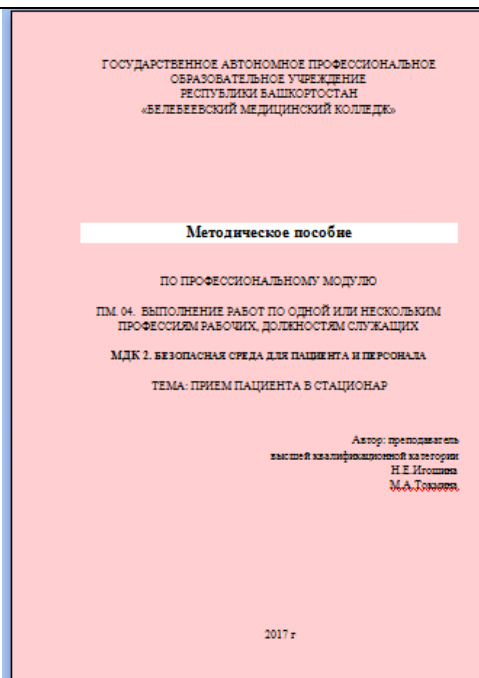 ГОСУДАРСТВЕННОЕ АВТОНОМНОЕ ПРОФЕССИОНАЛЬНОЕ
ОБРАЗОВАТЕЛЬНОЕ УЧРЕЖДЕНИЕ
РЕСПУБЛИКИ БАШКОРТОСТАН
«БЕЛЕБЕЕВСКИЙ МЕДИЦИНСКИЙ КОЛЛЕДЖ»
Методическое пособие
ПО ПРОФЕССИОНАЛЬНОМУ МОДУЛЮ
ПМ. 04. ВЫПОЛНЕНИЕ РАБОТ ПО ОДНОЙ ИЛИ НЕСКОЛЬКИМ
ПРОФЕССИЯМ РАБОЧИХ, ДОЛЖНОСТЯМ СЛУЖАЩИХ
МДК 2. БЕЗОПАСНАЯ СРЕДА ДЛЯ ПАЦИЕНТА И ПЕРСОНАЛА
ТЕМА: ПРИЕМ ПАЦИЕНТА В СТАЦИОНАР
Автор: преподаватель
высшей квалификационной категории
Н.Е.Игошина
М.А.
2017 г